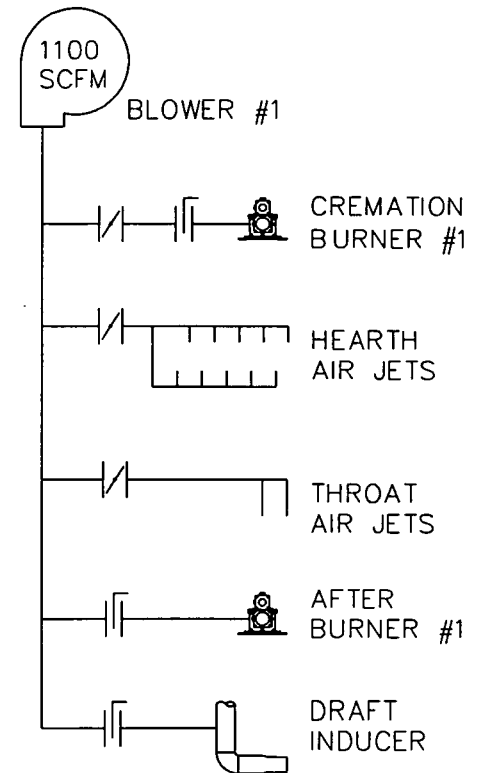 1100
SCFM
BLOWER #1
CREMATION
BURNER #1
HEARTH
AIR JETS
THROAT
AIR JETS
AFTER
BURNER #1
DRAFT
INDUCER